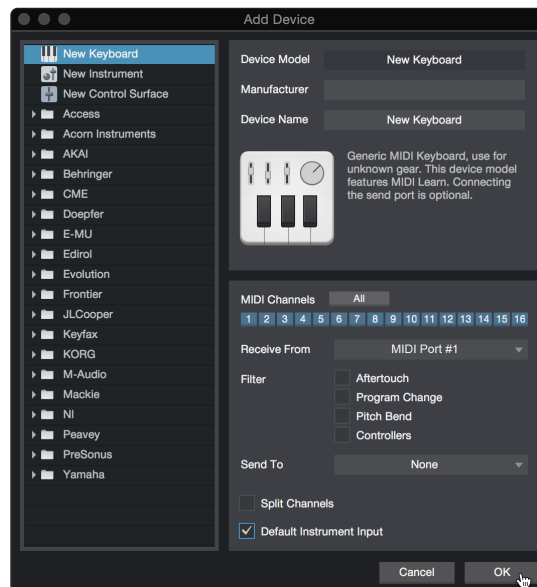 Add Device
New Keyboard
New Instrument
New Control Surface
Access
Acorn Instruments
AKAI
Behringer
CME
Doepfer
E-MU
Edirol
Evolution
Frontier
JLCooper
Keyfax
KORG
M-Audio
Mackie
NI
Peavey
PreSonus
Yamaha
Device Model New Keyboard
Manufacturer
Device Name New Keyboard
Generic MIDI Keyboard, use for
unknown gear. This device model
features MIDI Learn. Connecting
the send port is optional.
MIDI Channels All
1 2 3 4 5 6 7 8 9 10 11 12 13 14 15 16
Receive From MIDI Port #1
Filter Aftertouch
Program Change
Pitch Bend
Controllers
Send To None
Split Channels
Default Instrument Input
Cancel OK